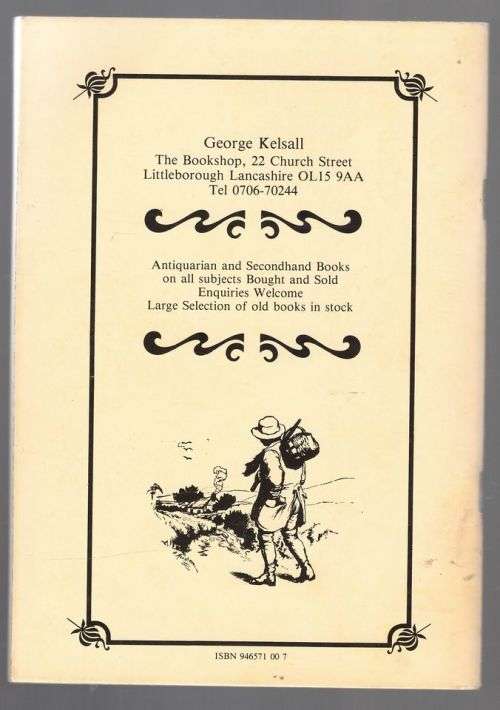 George Kelsall
The Bookshop, 22 Church Street
Littleborough Lancashire OL15 9AA
Tel 0706-70244
Antiquarian and Secondhand Books
on all subjects Bought and Sold
Enquiries Welcome
Large Selection of old books in stock
ISBN 946571 00 7